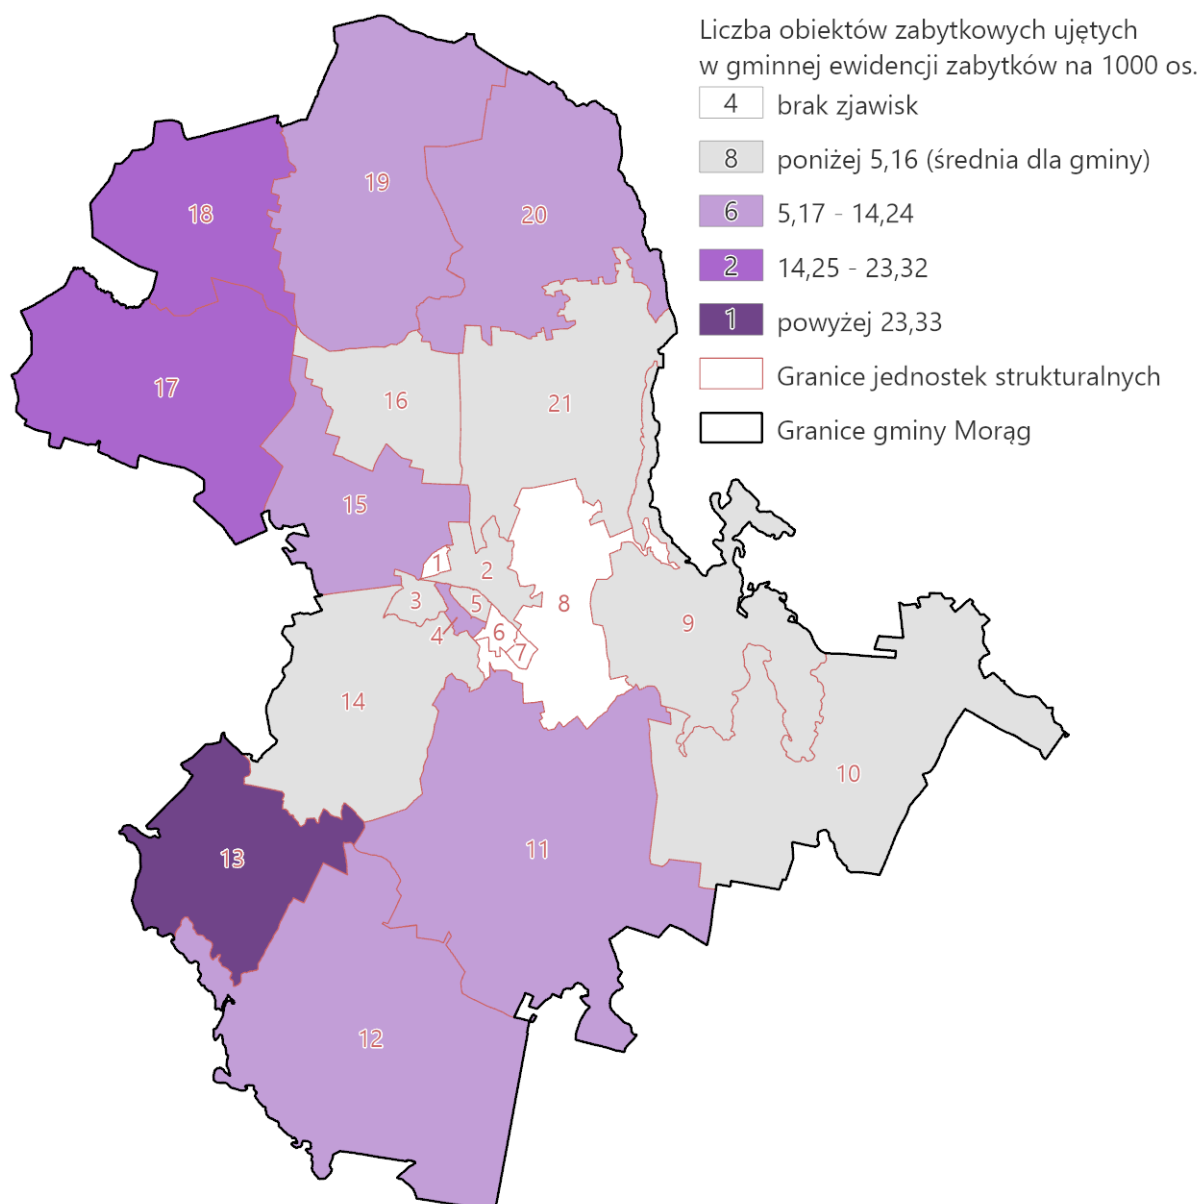 Liczba obiektów zabytkowych ujętych
w gminnej ewidencji zabytków na 1000 os.
4 brak zjawisk
8 poniżej 5,16 (średnia dla gminy)
6 5,17 - 14,24
2 14,25 - 23,32
1 powyżej 23,33
Granice jednostek strukturalnych
Granice gminy Morąg
19
18
20
17
16
21
15
1
2
3
5
8
4
6
7
9
14
10
11
13
12